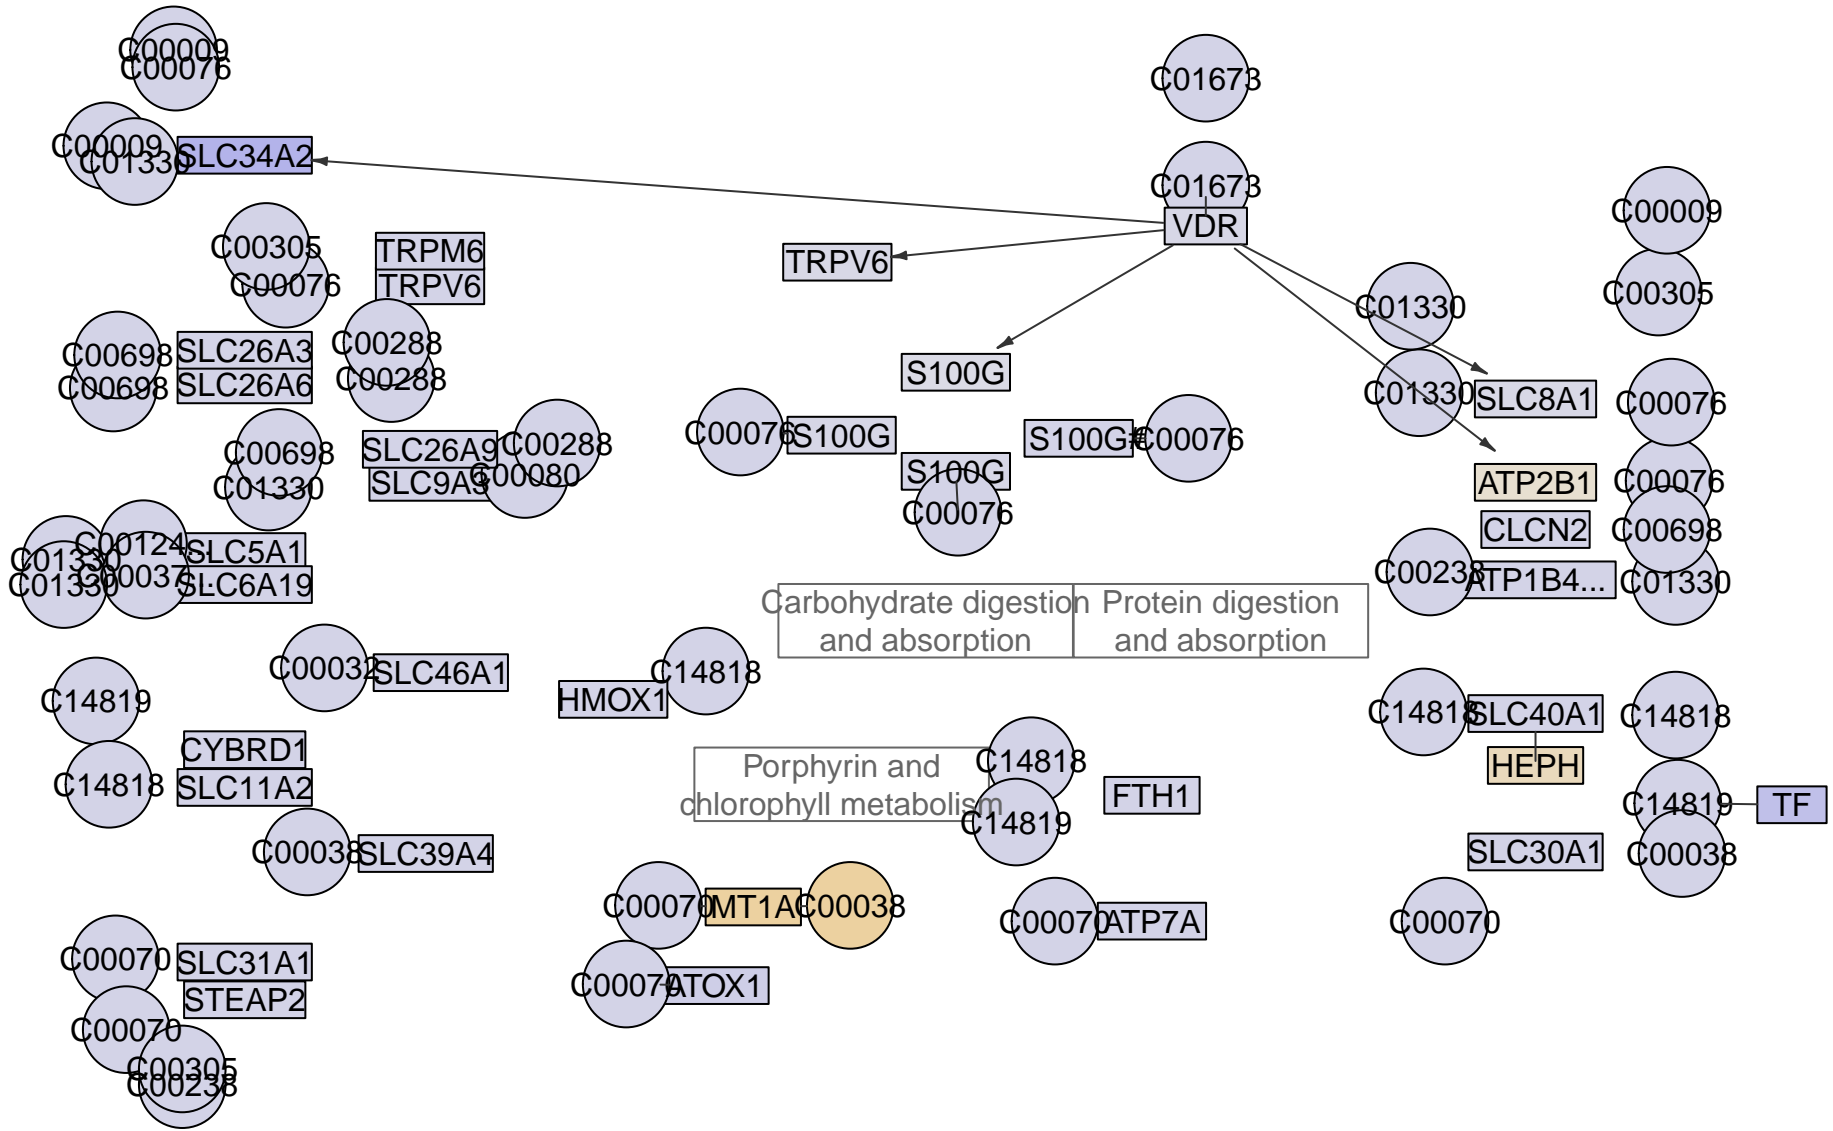 C00009
C00076
C01673
C00009
C01330
SLC34A2
C01673
VDR
C00009
C00305
TRPM6
C00076
TRPV6
TRPV6
C01330
C00305
C00698
SLC26A3
C00288
C00698
SLC26A6
C00288
S100G
C01330
SLC8A1
C00076
C00698
SLC26A9
C00288
C01330
SLC9A3
C00080
C00076
S100G
S100G#
C00076
S100G
C00076
ATP2B1
C00076
CLCN2
C00698
C01330
C00124...
SLC5A1
C01330
C00037...
SLC6A19
C00238
ATP1B4...
C01330
Carbohydrate digestion
and absorption
Protein digestion
and absorption
C00032
SLC46A1
HMOX1
C14818
C14819
C14818
SLC40A1
C14818
CYBRD1
C14818
SLC11A2
Porphyrin and
chlorophyll metabolism
C14818
C14819
FTH1
HEPH
C14819
TF
C00038
SLC39A4
SLC30A1
C00038
C00070
MT1A
C00038
C00070
ATP7A
C00070
C00070
SLC31A1
STEAP2
C00070
ATOX1
C00070
C00305
C00238